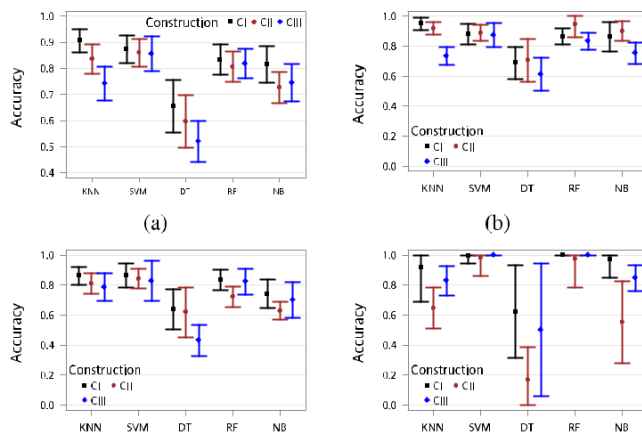 Construction CI CII CIII
1.0
0.9
0.8
0.7
0.6
0.5
0.4
Accuracy
KNN SVM DT RF NB
(a)
1.0
0.8
0.6
0.4
0.2
0.0
Accuracy
Construction
CI CII
CIII
KNN SVM DT RF NB
(b)
1.0
0.8
0.6
0.4
0.2
0.0
Accuracy
Construction
CI CII
CIII
KNN SVM DT RF NB
1.0
0.8
0.6
0.4
0.2
0.0
Accuracy
Construction
CI CII
CIII
KNN SVM DT RF NB